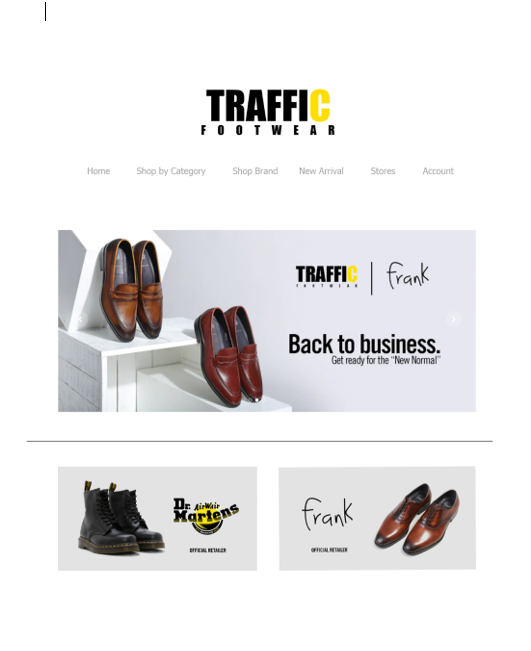 TRAFFIC
FOOTWEAR
Home Shop by Category Shop Brand New Arrival Stores Account
TRAFFIC
FOOTWEAR
frank
Back to business.
Get ready for the "New Normal"
Dr. AirWair
Martens
OFFICIAL RETAILER
frank
OFFICIAL RETAILER